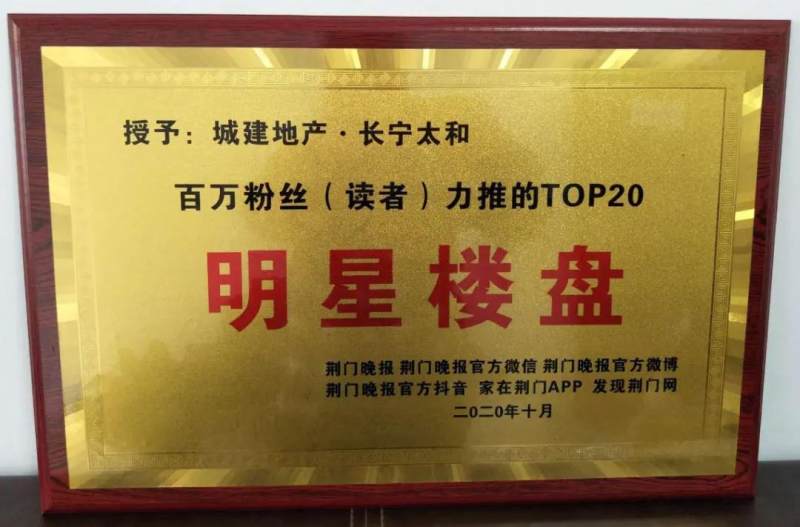 授予：城建地产·长宁太和
百万粉丝（读者）力推的TOP20
明星楼盘
荆门晚报 荆门晚报官方微信 荆门晚报官方微博
荆门晚报官方抖音 家在荆门APP 发现荆门网
二〇二〇年十月